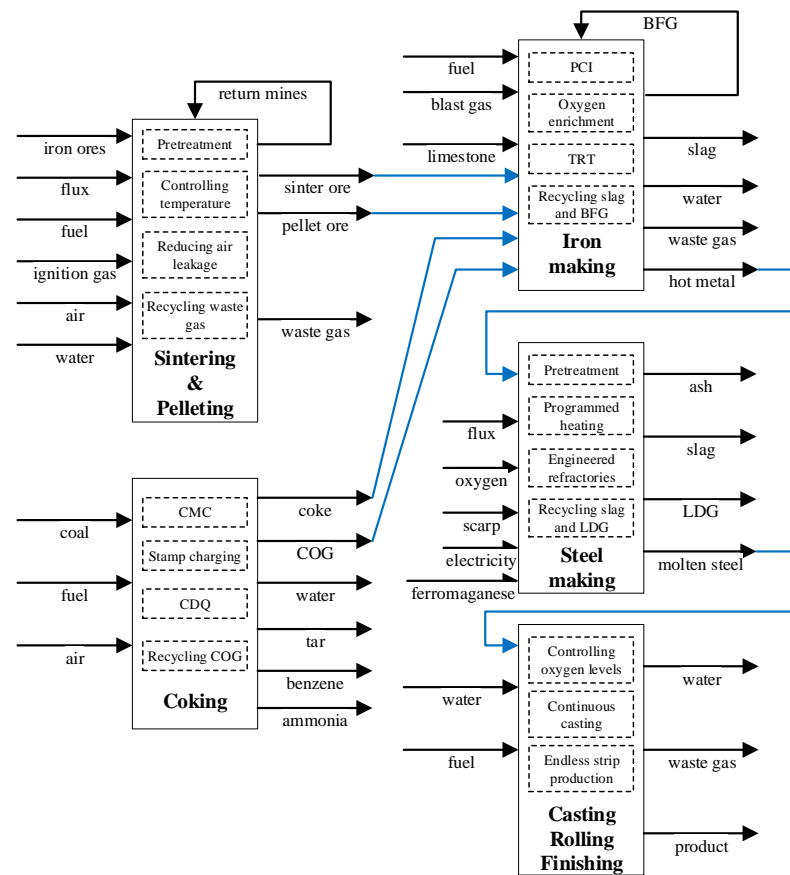 return mines
iron ores
flux
fuel
ignition gas
air
water
Pretreatment
Controlling
temperature
Reducing air
leakage
Recycling waste
gas
Sintering
&
Pelleting
sinter ore
pellet ore
waste gas
coal
fuel
air
CMC
Stamp charging
CDQ
Recycling COG
Coking
coke
COG
water
tar
benzene
ammonia
BFG
fuel
blast gas
limestone
PCI
Oxygen
enrichment
TRT
Recycling slag
and BFG
Iron
making
slag
water
waste gas
hot metal
flux
oxygen
scarp
electricity
ferromaganese
Pretreatment
Programmed
heating
Engineered
refractories
Recycling slag
and LDG
Steel
making
ash
slag
LDG
molten steel
water
fuel
Controlling
oxygen levels
Continuous
casting
Endless strip
production
Casting
Rolling
Finishing
water
waste gas
product